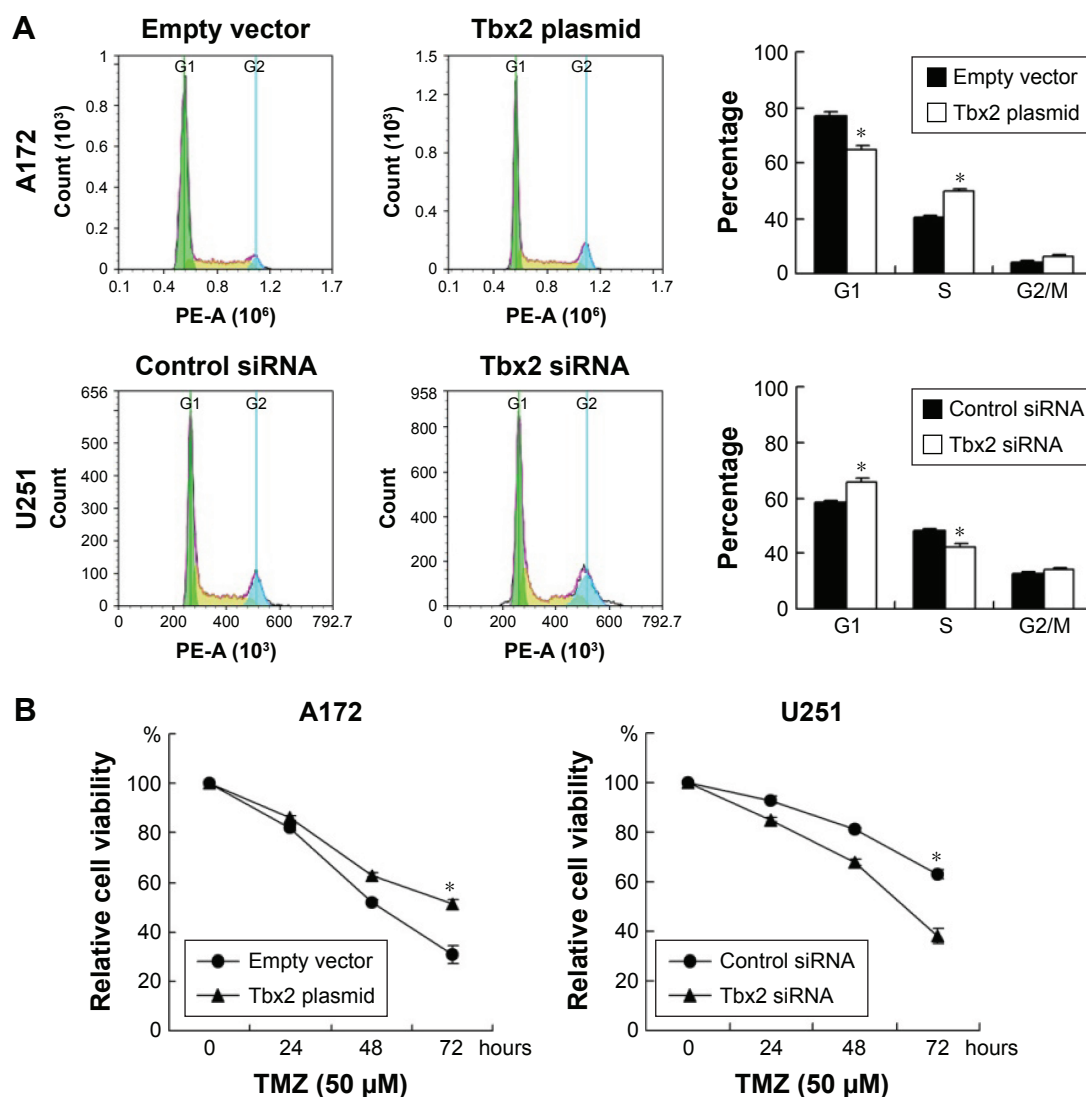 A
Empty vector
Tbx2 plasmid
A172
Count (10³)
1
0.8
0.6
0.4
0.2
0
G1
G2
0.1
0.4
0.8
1.2
1.7
PE-A (10⁶)
Count (10³)
1.5
1.2
0.9
0.6
0.4
0
G1
G2
0.1
0.4
0.8
1.2
1.7
PE-A (10⁶)
Percentage
100
80
60
40
0
Empty vector
Tbx2 plasmid
*
*
G1
S
G2/M
Control siRNA
Tbx2 siRNA
U251
Count
656
500
400
300
200
100
0
G1
G2
0
200
400
600
792.7
PE-A (10³)
Count
958
800
600
400
200
0
G1
G2
0
200
400
600
792.7
PE-A (10³)
Percentage
100
80
60
40
0
Control siRNA
Tbx2 siRNA
*
*
G1
S
G2/M
B
A172
%
Relative cell viability
100
80
60
40
20
0
*
Empty vector
Tbx2 plasmid
0
24
48
72
hours
TMZ (50 µM)
U251
%
Relative cell viability
100
80
60
40
20
0
*
Control siRNA
Tbx2 siRNA
0
24
48
72
hours
TMZ (50 µM)